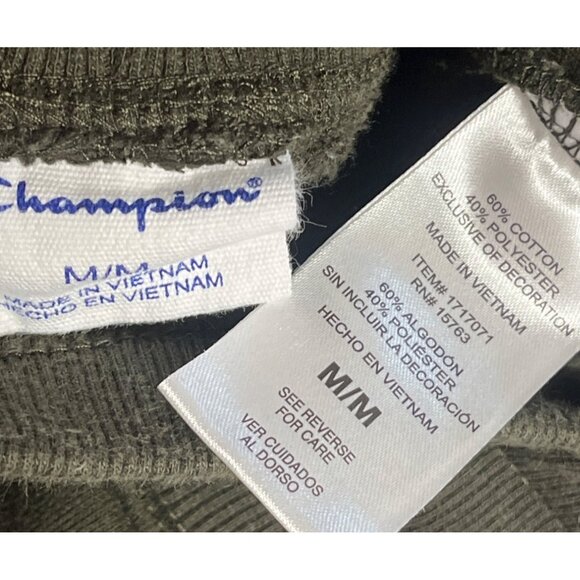 Champion®
M/M
MADE IN VIETNAM
HECHO EN VIETNAM
60% COTTON
40% POLYESTER
EXCLUSIVE OF DECORATION
MADE IN VIETNAM
ITEM# 1717071
RN# 15763
60% ALGODÓN
40% POLIÉSTER
SIN INCLUIR LA DECORACIÓN
HECHO EN VIETNAM
M/M
SEE REVERSE
FOR CARE
VER CUIDADOS
AL DORSO